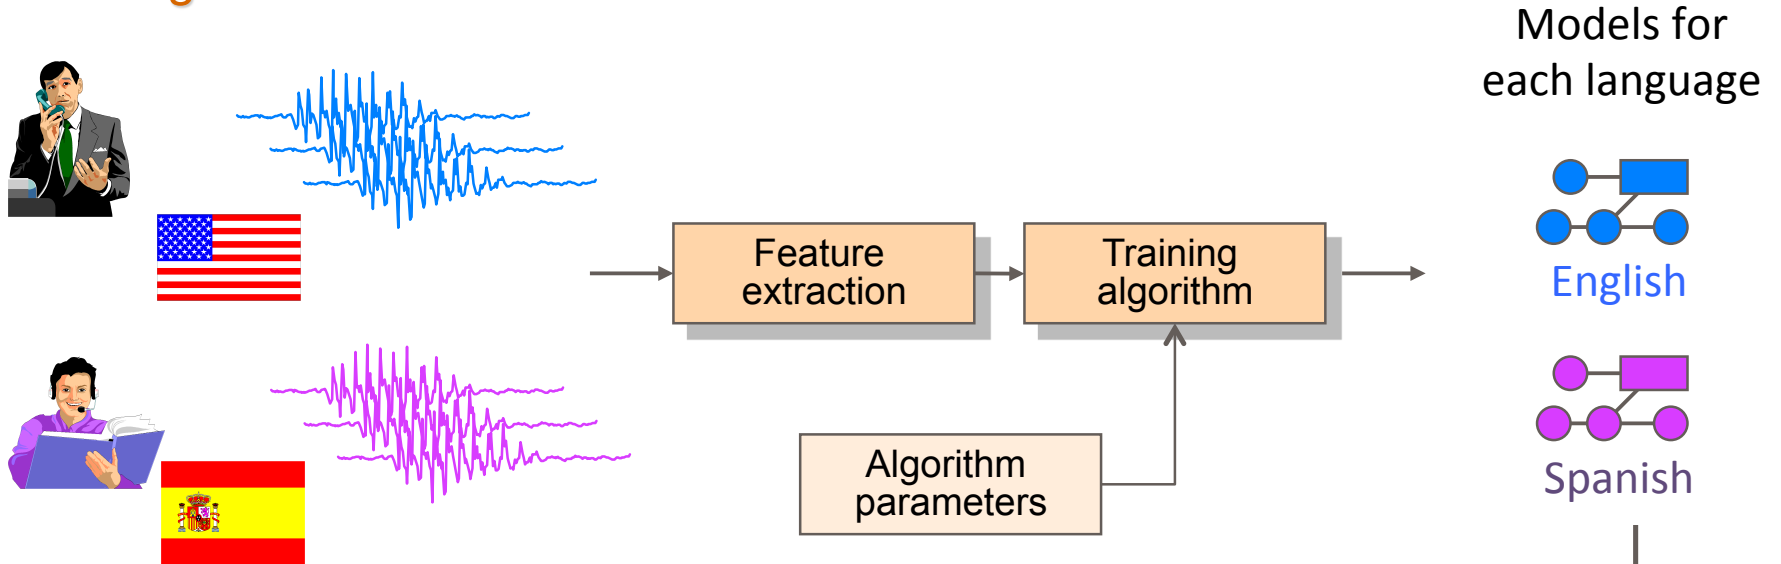 Models for
each language
Feature
extraction
Training
algorithm
English
Algorithm
parameters
Spanish